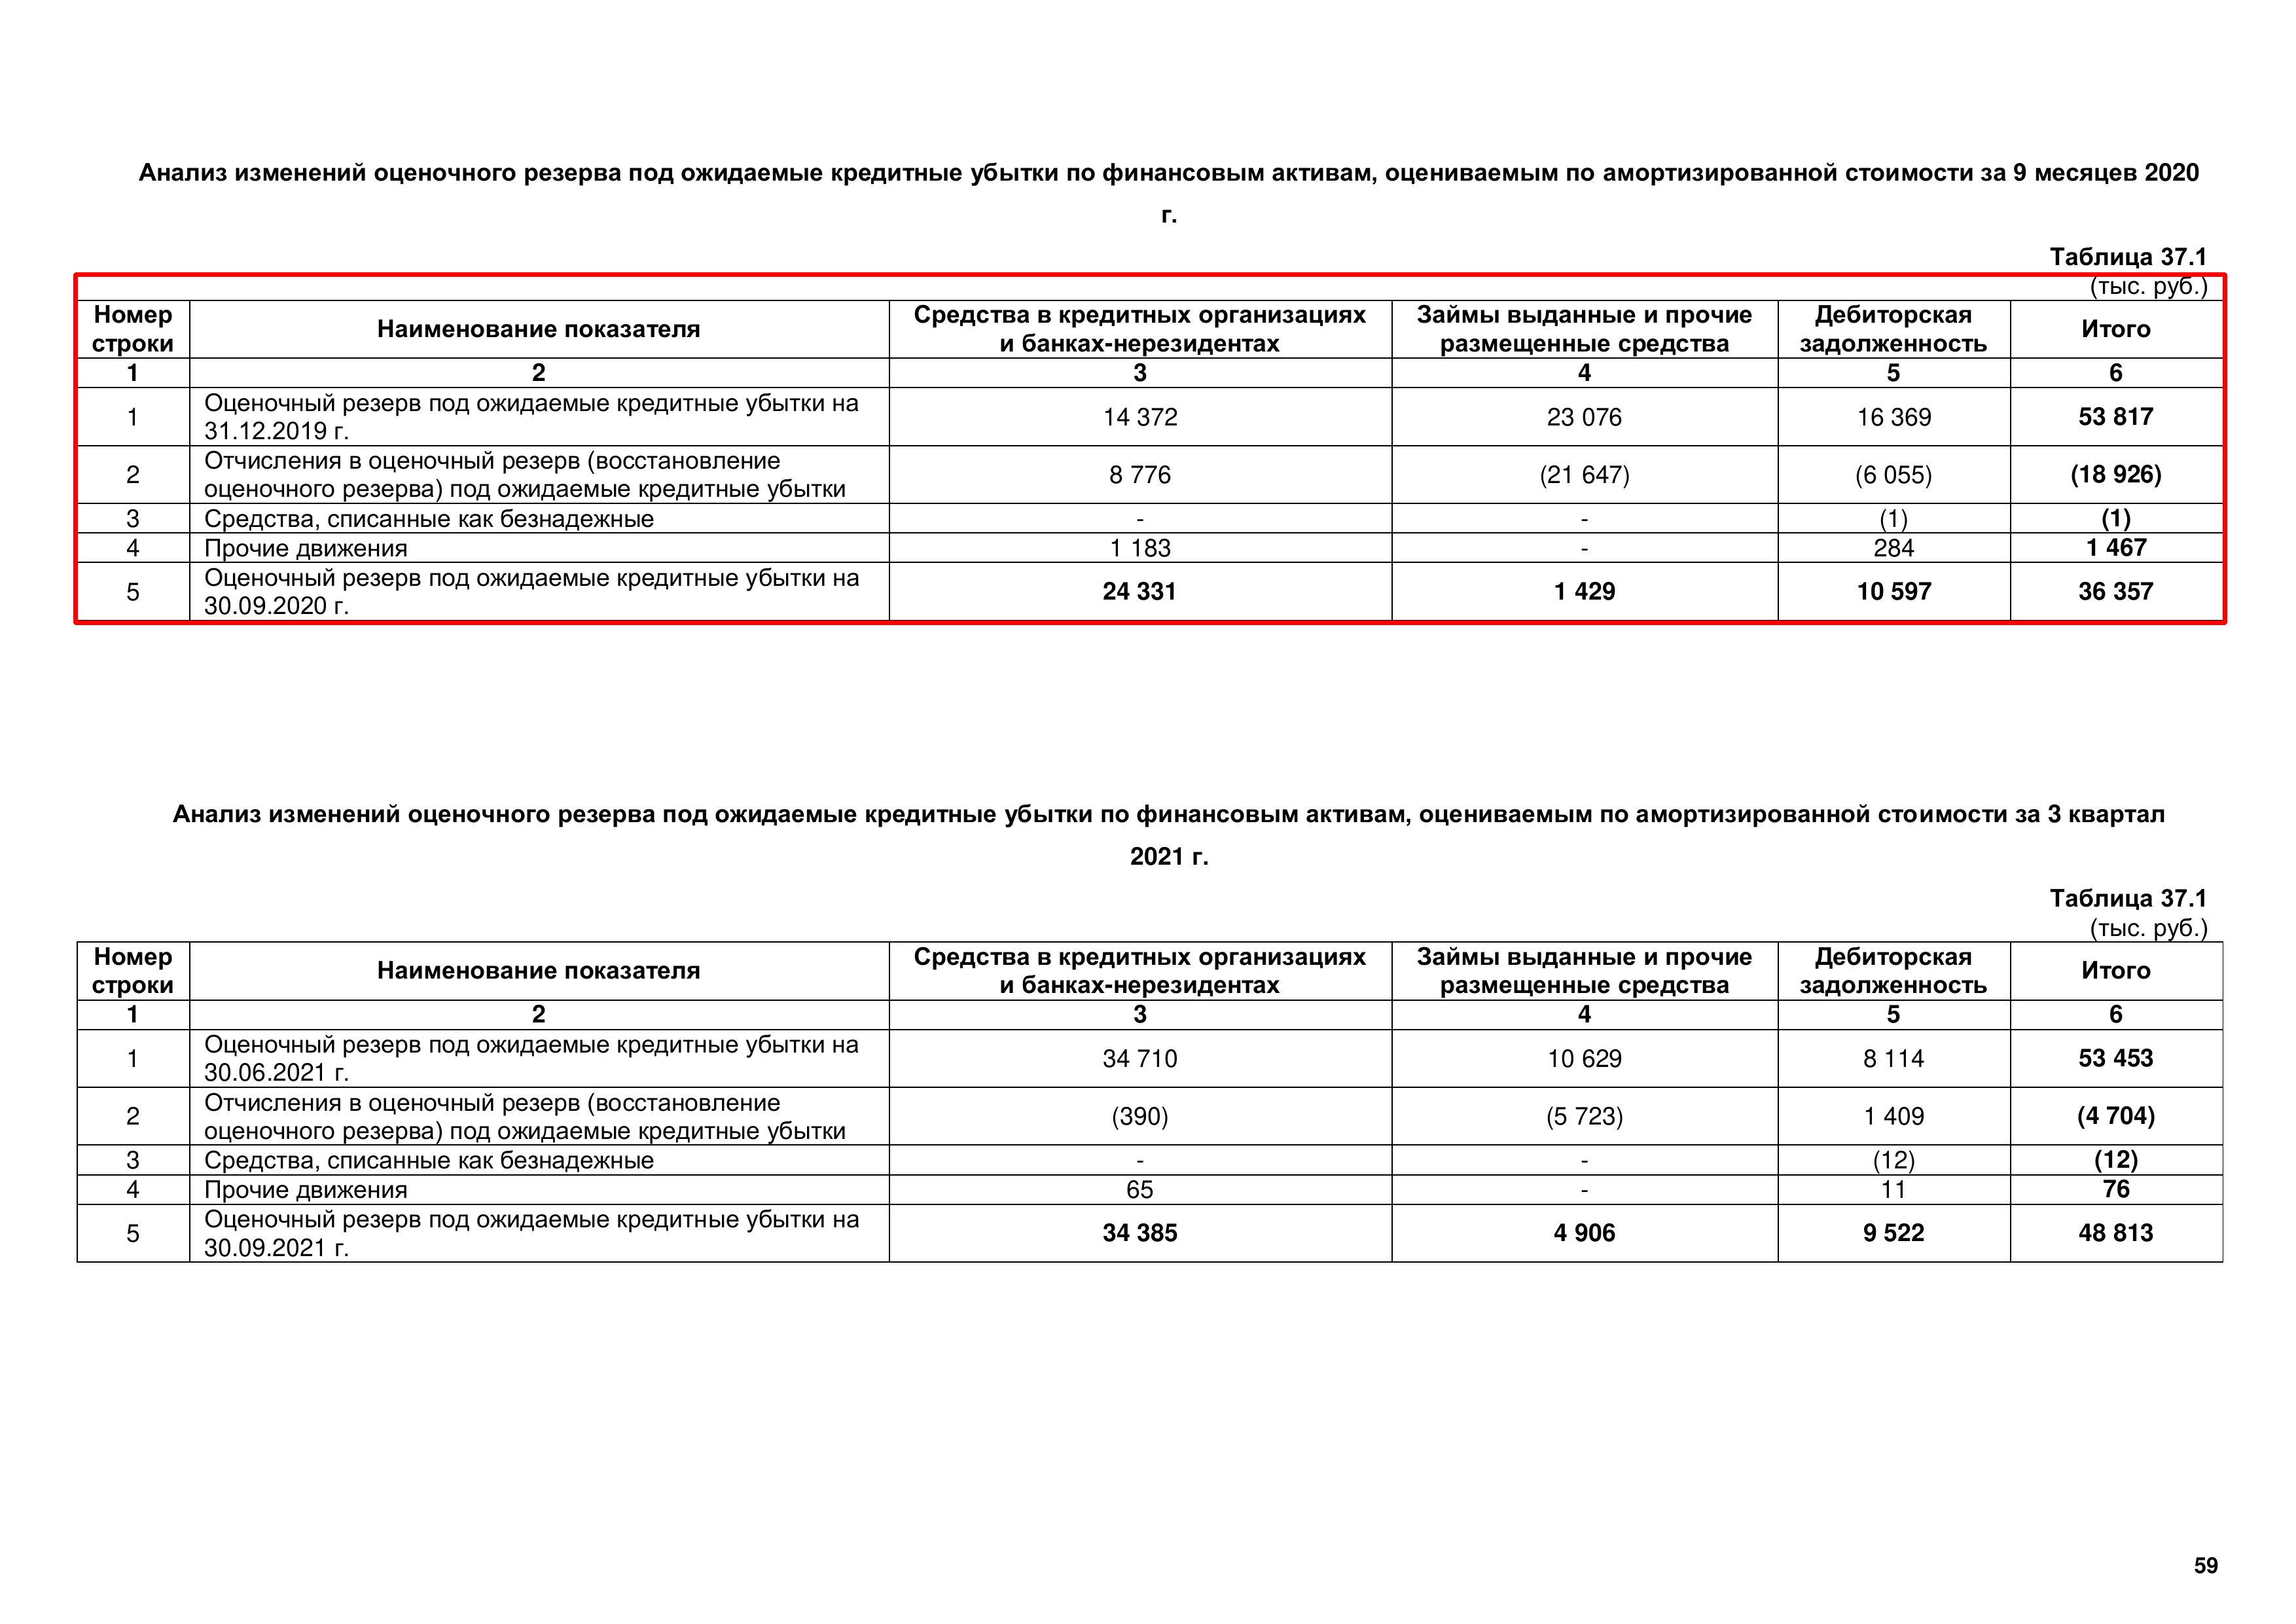 Анализ изменений оценочного резерва под ожидаемые кредитные убытки по финансовым активам, оцениваемым по амортизированной стоимости за 9 месяцев 2020
г.
Таблица 37.1
(тыс. руб.)
Номер строки Наименование показателя Средства в кредитных организациях и банках-нерезидентах Займы выданные и прочие размещенные средства Дебиторская задолженность Итого
1 2 3 4 5 6
1 Оценочный резерв под ожидаемые кредитные убытки на 31.12.2019 г. 14 372 23 076 16 369 53 817
2 Отчисления в оценочный резерв (восстановление оценочного резерва) под ожидаемые кредитные убытки 8 776 (21 647) (6 055) (18 926)
3 Средства, списанные как безнадежные - - (1) (1)
4 Прочие движения 1 183 - 284 1 467
5 Оценочный резерв под ожидаемые кредитные убытки на 30.09.2020 г. 24 331 1 429 10 597 36 357
Анализ изменений оценочного резерва под ожидаемые кредитные убытки по финансовым активам, оцениваемым по амортизированной стоимости за 3 квартал
2021 г.
Таблица 37.1
(тыс. руб.)
Номер строки Наименование показателя Средства в кредитных организациях и банках-нерезидентах Займы выданные и прочие размещенные средства Дебиторская задолженность Итого
1 2 3 4 5 6
1 Оценочный резерв под ожидаемые кредитные убытки на 30.06.2021 г. 34 710 10 629 8 114 53 453
2 Отчисления в оценочный резерв (восстановление оценочного резерва) под ожидаемые кредитные убытки (390) (5 723) 1 409 (4 704)
3 Средства, списанные как безнадежные - - (12) (12)
4 Прочие движения 65 - 11 76
5 Оценочный резерв под ожидаемые кредитные убытки на 30.09.2021 г. 34 385 4 906 9 522 48 813
59